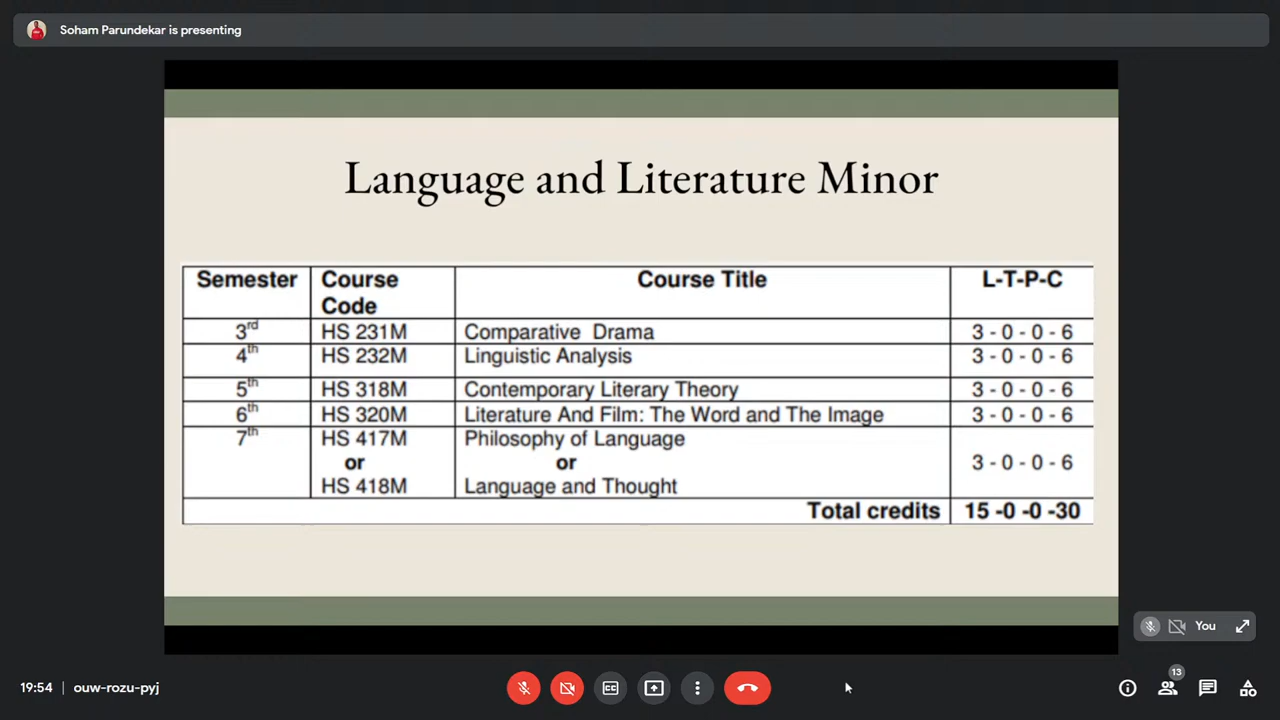 Soham Parundekar is presenting
Language and Literature Minor
Semester Course Code Course Title L-T-P-C
3rd HS 231M Comparative Drama 3 - 0 - 0 - 6
4th HS 232M Linguistic Analysis 3 - 0 - 0 - 6
5th HS 318M Contemporary Literary Theory 3 - 0 - 0 - 6
6th HS 320M Literature And Film: The Word and The Image 3 - 0 - 0 - 6
7th HS 417M Philosophy of Language
or or 3 - 0 - 0 - 6
HS 418M Language and Thought
Total credits 15 -0 -0 -30
You
19:54 | ouw-rozu-pyj
CC
13